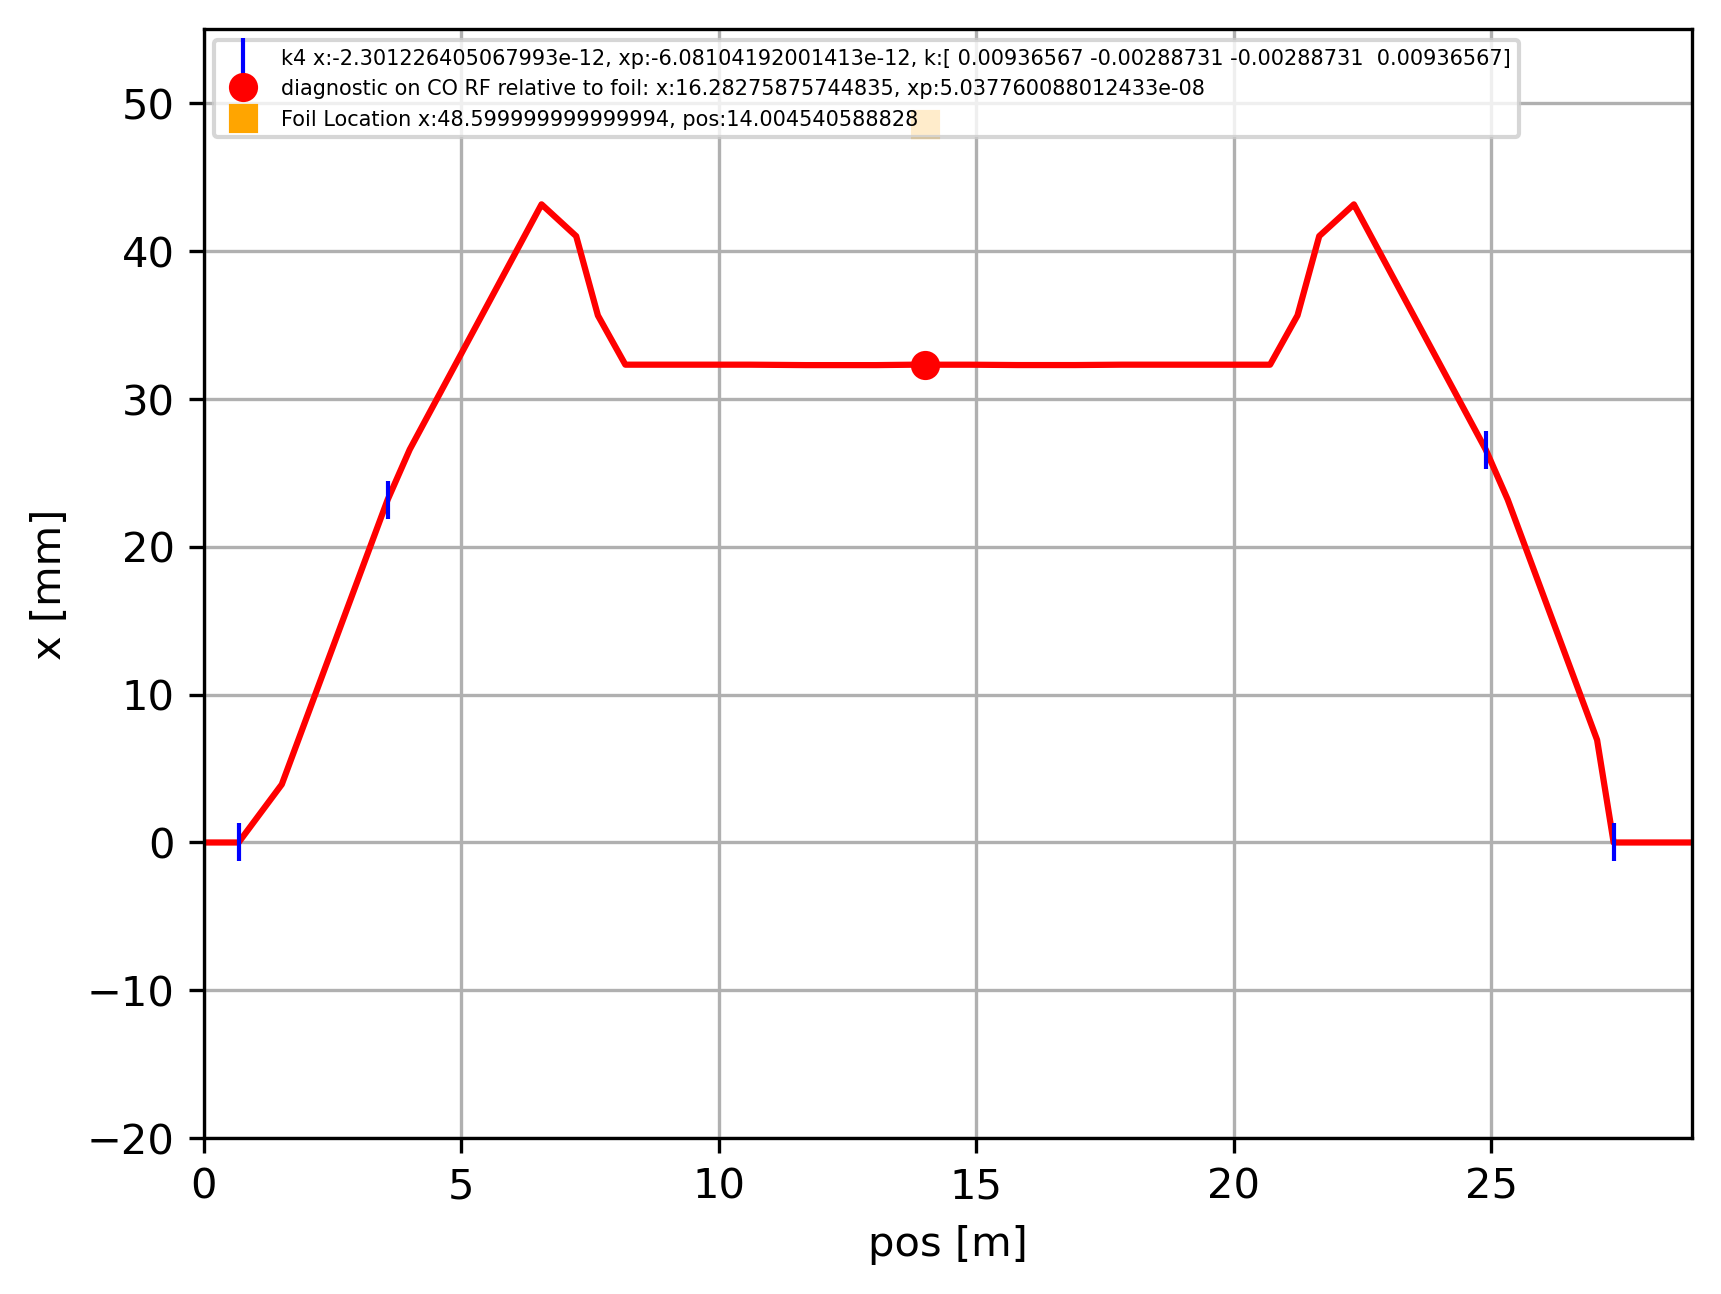 k4 x:-2.301226405067993e-12, xp:-6.08104192001413e-12, k:[ 0.00936567 -0.00288731 -0.00288731  0.00936567]
diagnostic on CO RF relative to foil: x:16.28275875744835, xp:5.037760088012433e-08
Foil Location x:48.599999999999994, pos:14.004540588828
50
40
30
20
10
0
−10
−20
x [mm]
0 5 10 15 20 25
pos [m]